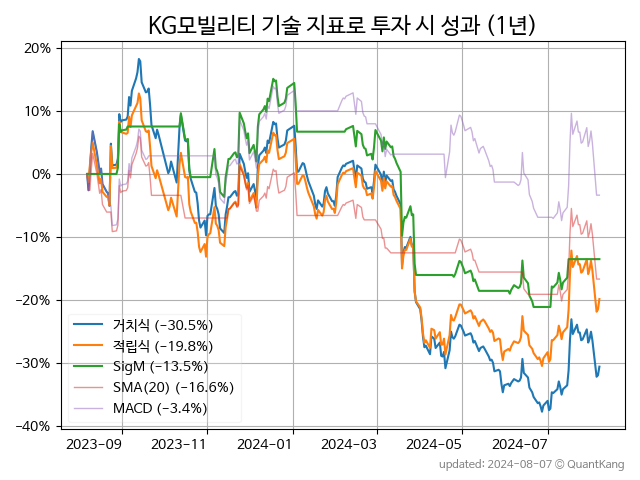 KG모빌리티 기술 지표로 투자 시 성과 (1년)
20%
10%
0%
−10%
−20%
−30%
−40%
거치식 (−30.5%)
적립식 (−19.8%)
SigM (−13.5%)
SMA(20) (−16.6%)
MACD (−3.4%)
2023-09 2023-11 2024-01 2024-03 2024-05 2024-07
updated: 2024-08-07 © QuantKang